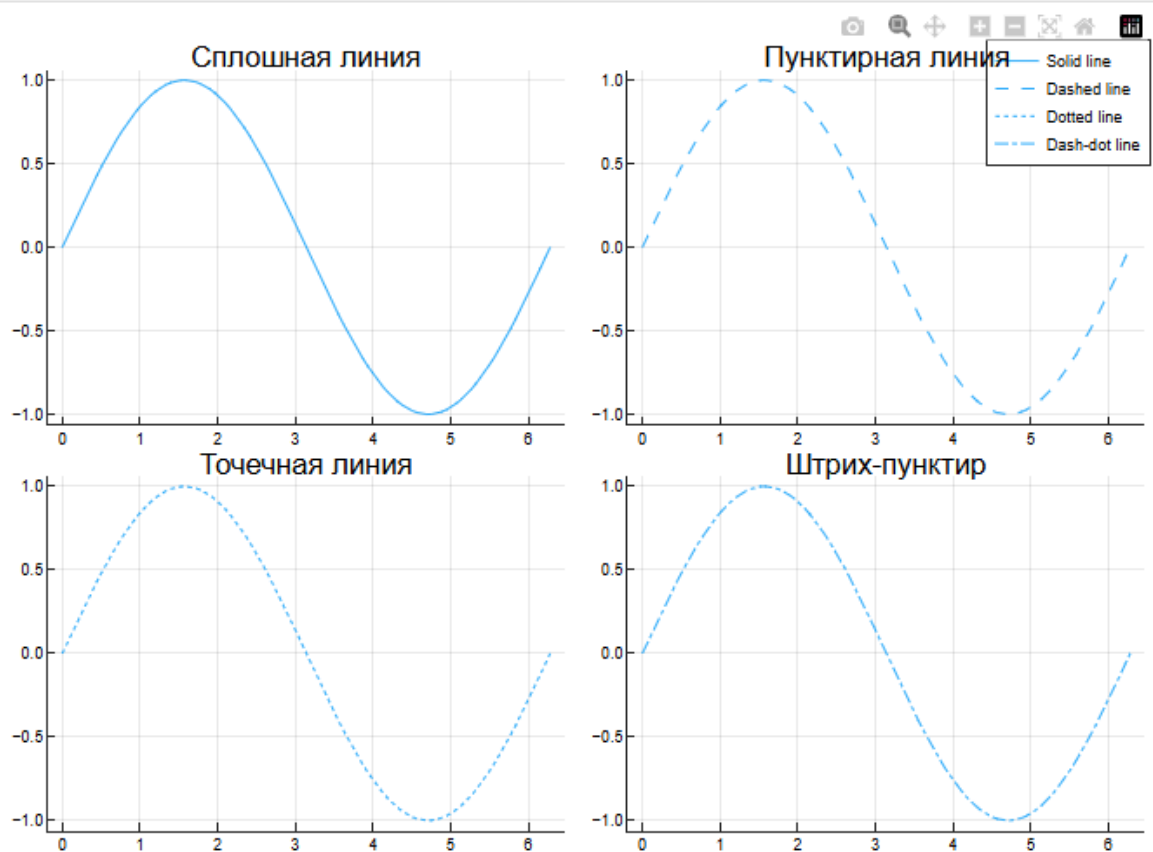 Сплошная линия
1.0
0.5
0.0
−0.5
−1.0
0 1 2 3 4 5 6
Пунктирная линия
Solid line
Dashed line
Dotted line
Dash-dot line
1.0
0.5
0.0
−0.5
−1.0
0 1 2 3 4 5 6
Точечная линия
1.0
0.5
0.0
−0.5
−1.0
0 1 2 3 4 5 6
Штрих-пунктир
1.0
0.5
0.0
−0.5
−1.0
0 1 2 3 4 5 6